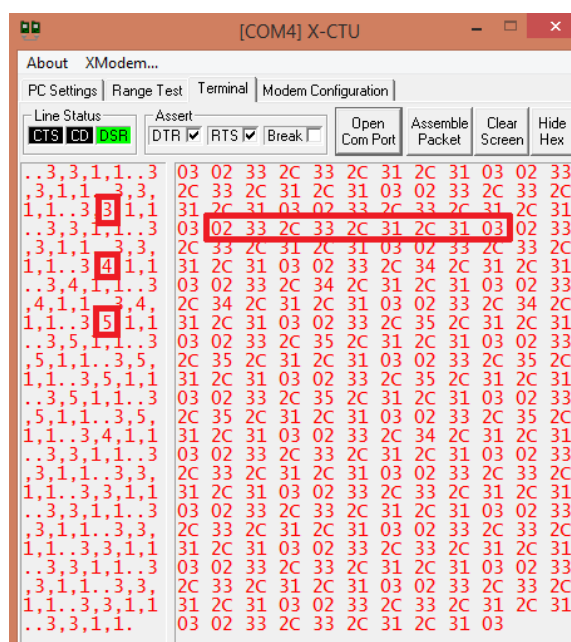 [COM4] X-CTU
About XModem...
PC Settings Range Test Terminal Modem Configuration
Line Status Assert
CTS CD DSR DTR RTS Break Open Com Port Assemble Packet Clear Screen Hide Hex
..3,3,1,1..3 03 02 33 2C 33 2C 31 2C 31 03 02 33
,3,1,1..3,3, 2C 33 2C 31 2C 31 03 02 33 2C 33 2C
1,1..3,3,1,1 31 2C 31 03 02 33 2C 33 2C 31 2C 31
..3,3,1,1..3 03 02 33 2C 33 2C 31 2C 31 03 02 33
,3,1,1..3,3, 2C 33 2C 31 2C 31 03 02 33 2C 33 2C
1,1..3,4,1,1 31 2C 31 03 02 33 2C 34 2C 31 2C 31
..3,4,1,1..3 03 02 33 2C 34 2C 31 2C 31 03 02 33
,4,1,1..3,4, 2C 34 2C 31 2C 31 03 02 33 2C 34 2C
1,1..3,5,1,1 31 2C 31 03 02 33 2C 35 2C 31 2C 31
..3,5,1,1..3 03 02 33 2C 35 2C 31 2C 31 03 02 33
,5,1,1..3,5, 2C 35 2C 31 2C 31 03 02 33 2C 35 2C
1,1..3,5,1,1 31 2C 31 03 02 33 2C 35 2C 31 2C 31
..3,5,1,1..3 03 02 33 2C 35 2C 31 2C 31 03 02 33
,5,1,1..3,5, 2C 35 2C 31 2C 31 03 02 33 2C 35 2C
1,1..3,4,1,1 31 2C 31 03 02 33 2C 34 2C 31 2C 31
..3,3,1,1..3 03 02 33 2C 33 2C 31 2C 31 03 02 33
,3,1,1..3,3, 2C 33 2C 31 2C 31 03 02 33 2C 33 2C
1,1..3,3,1,1 31 2C 31 03 02 33 2C 33 2C 31 2C 31
..3,3,1,1..3 03 02 33 2C 33 2C 31 2C 31 03 02 33
,3,1,1..3,3, 2C 33 2C 31 2C 31 03 02 33 2C 33 2C
1,1..3,3,1,1 31 2C 31 03 02 33 2C 33 2C 31 2C 31
..3,3,1,1..3 03 02 33 2C 33 2C 31 2C 31 03 02 33
,3,1,1..3,3, 2C 33 2C 31 2C 31 03 02 33 2C 33 2C
1,1..3,3,1,1 31 2C 31 03 02 33 2C 33 2C 31 2C 31
..3,3,1,1. 03 02 33 2C 33 2C 31 2C 31 03